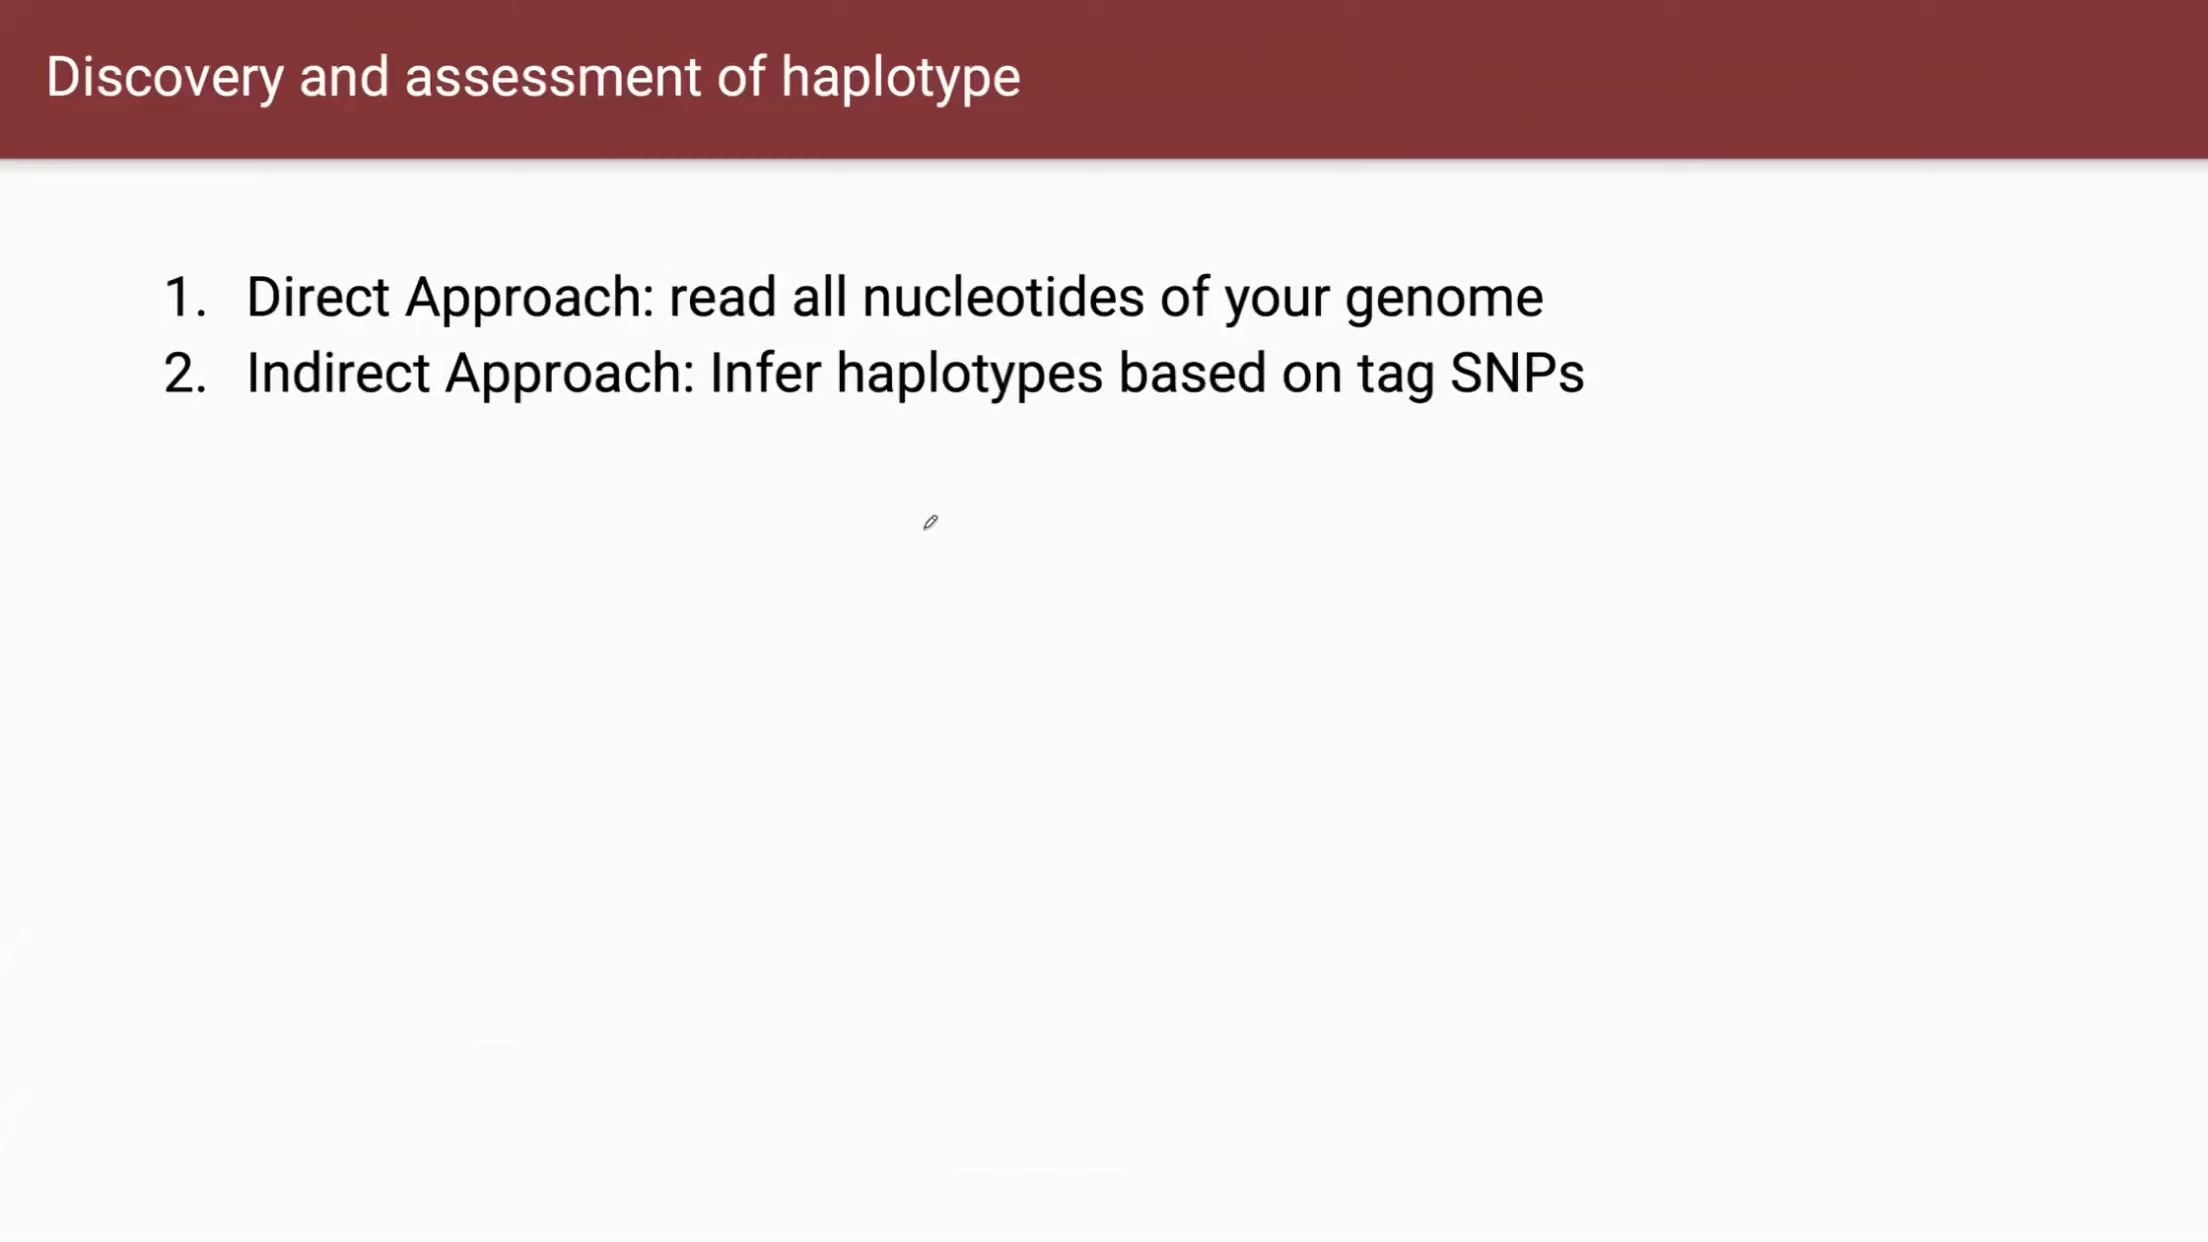 Discovery and assessment of haplotype
1. Direct Approach: read all nucleotides of your genome
2. Indirect Approach: Infer haplotypes based on tag SNPs